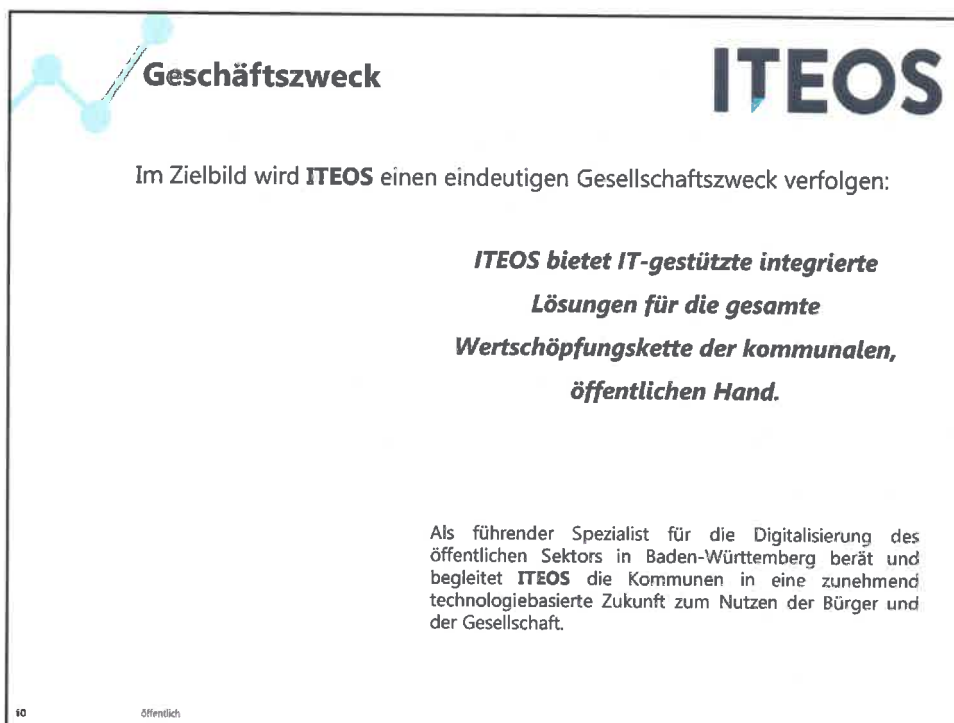 Geschäftszweck
ITEOS
Im Zielbild wird ITEOS einen eindeutigen Gesellschaftszweck verfolgen:
ITEOS bietet IT-gestützte integrierte
Lösungen für die gesamte
Wertschöpfungskette der kommunalen,
öffentlichen Hand.
Als führender Spezialist für die Digitalisierung des
öffentlichen Sektors in Baden-Württemberg berät und
begleitet ITEOS die Kommunen in eine zunehmend
technologiebasierte Zukunft zum Nutzen der Bürger und
der Gesellschaft.
öffentlich